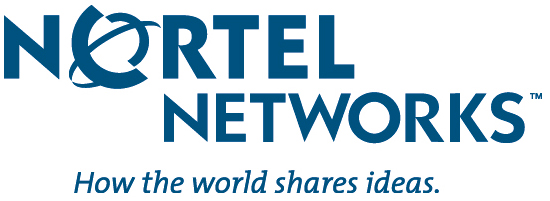 NORTEL
NETWORKS™
How the world shares ideas.